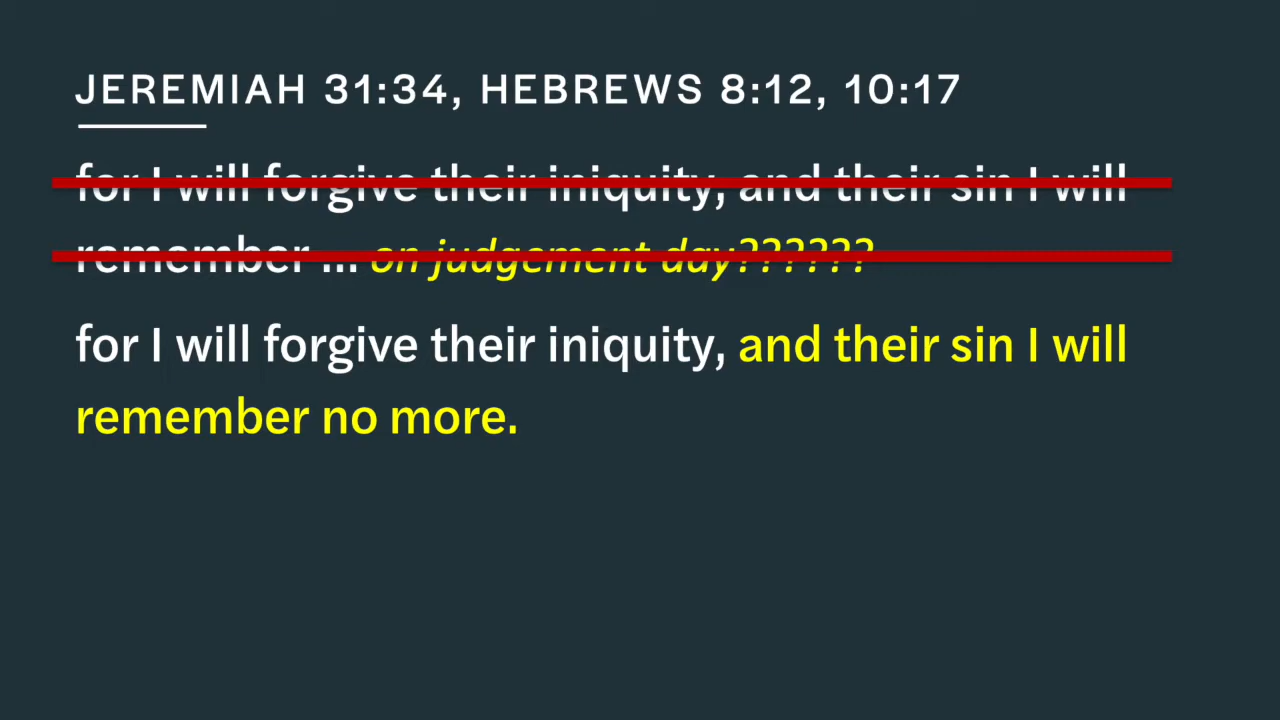 JEREMIAH 31:34, HEBREWS 8:12, 10:17
for I will forgive their iniquity, and their sin I will
remember ... on judgement day??????
for I will forgive their iniquity, and their sin I will
remember no more.